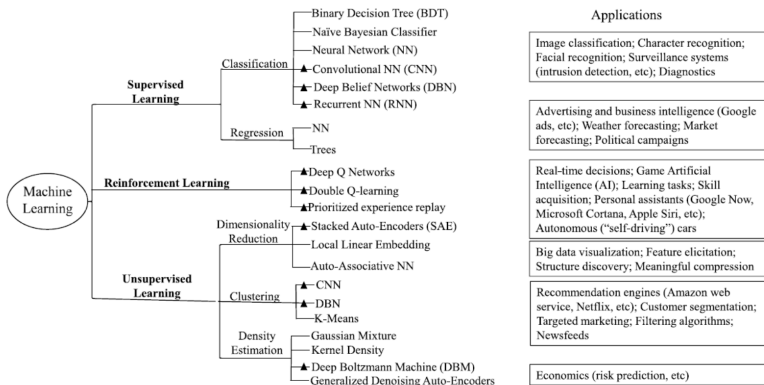 Applications
Binary Decision Tree (BDT)
Naïve Bayesian Classifier
Neural Network (NN)
Classification
▲ Convolutional NN (CNN)
▲ Deep Belief Networks (DBN)
▲ Recurrent NN (RNN)
Supervised
Learning
Regression
NN
Trees
Machine
Learning
Reinforcement Learning
▲ Deep Q Networks
▲ Double Q-learning
▲ Prioritized experience replay
Unsupervised
Learning
Dimensionality
Reduction
▲ Stacked Auto-Encoders (SAE)
Local Linear Embedding
Auto-Associative NN
Clustering
▲ CNN
▲ DBN
K-Means
Density
Estimation
Gaussian Mixture
Kernel Density
▲ Deep Boltzmann Machine (DBM)
Generalized Denoising Auto-Encoders
Image classification; Character recognition;
Facial recognition; Surveillance systems
(intrusion detection, etc); Diagnostics
Advertising and business intelligence (Google
ads, etc); Weather forecasting; Market
forecasting; Political campaigns
Real-time decisions; Game Artificial
Intelligence (AI); Learning tasks; Skill
acquisition; Personal assistants (Google Now,
Microsoft Cortana, Apple Siri, etc);
Autonomous (“self-driving”) cars
Big data visualization; Feature elicitation;
Structure discovery; Meaningful compression
Recommendation engines (Amazon web
service, Netflix, etc); Customer segmentation;
Targeted marketing; Filtering algorithms;
Newsfeeds
Economics (risk prediction, etc)